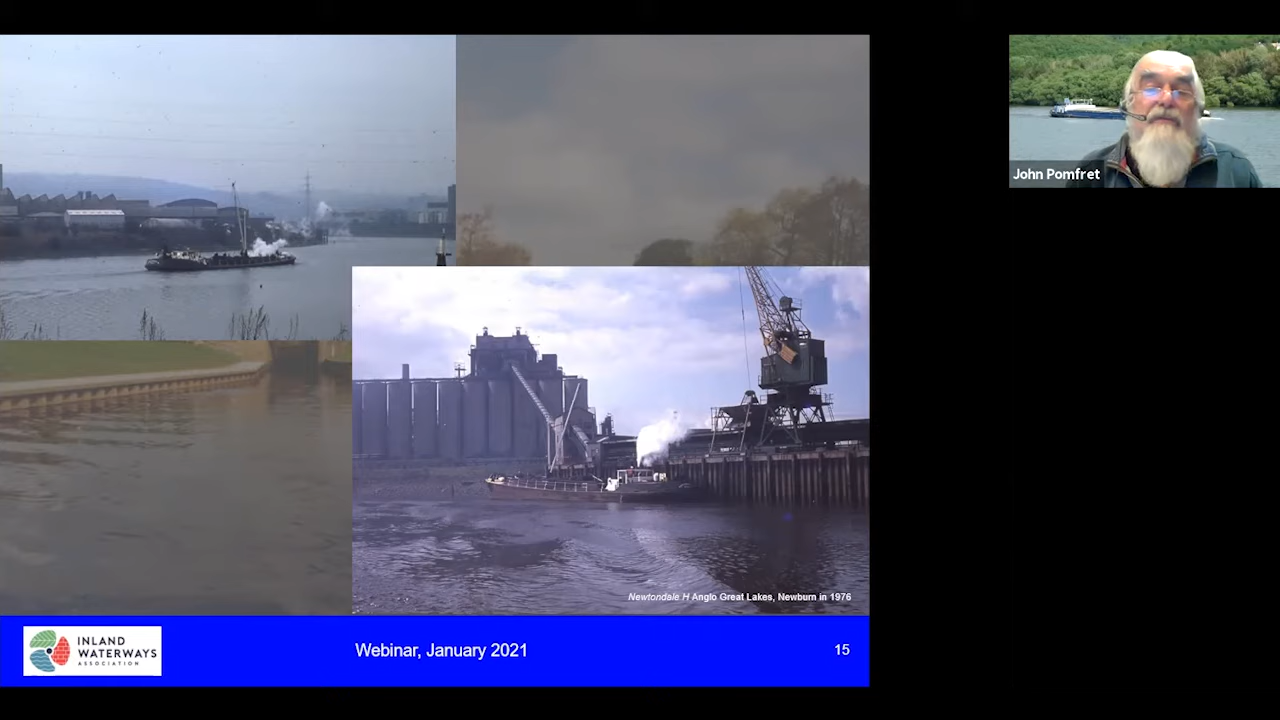 John Pomfret
Newtondale H Anglo Great Lakes, Newburn in 1976
INLAND
WATERWAYS
ASSOCIATION
Webinar, January 2021
15